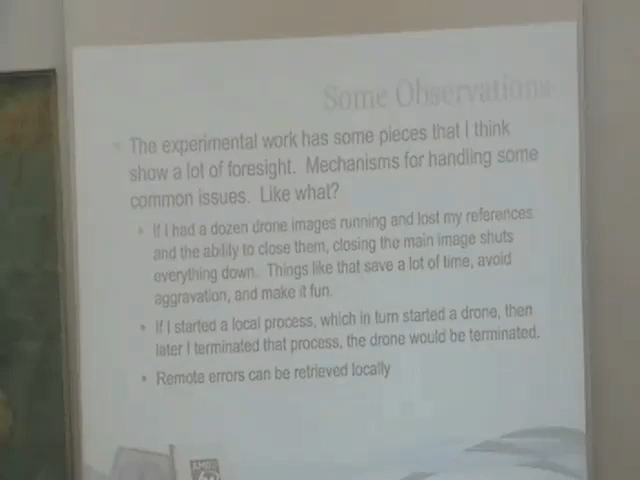 Some Observations
The experimental work has some pieces that I think
show a lot of foresight. Mechanisms for handling some
common issues. Like what?
If I had a dozen drone images running and lost my references
and the ability to close them, closing the main image shuts
everything down. Things like that save a lot of time, avoid
aggravation, and make it fun.
If I started a local process, which in turn started a drone, then
later I terminated that process, the drone would be terminated.
Remote errors can be retrieved locally